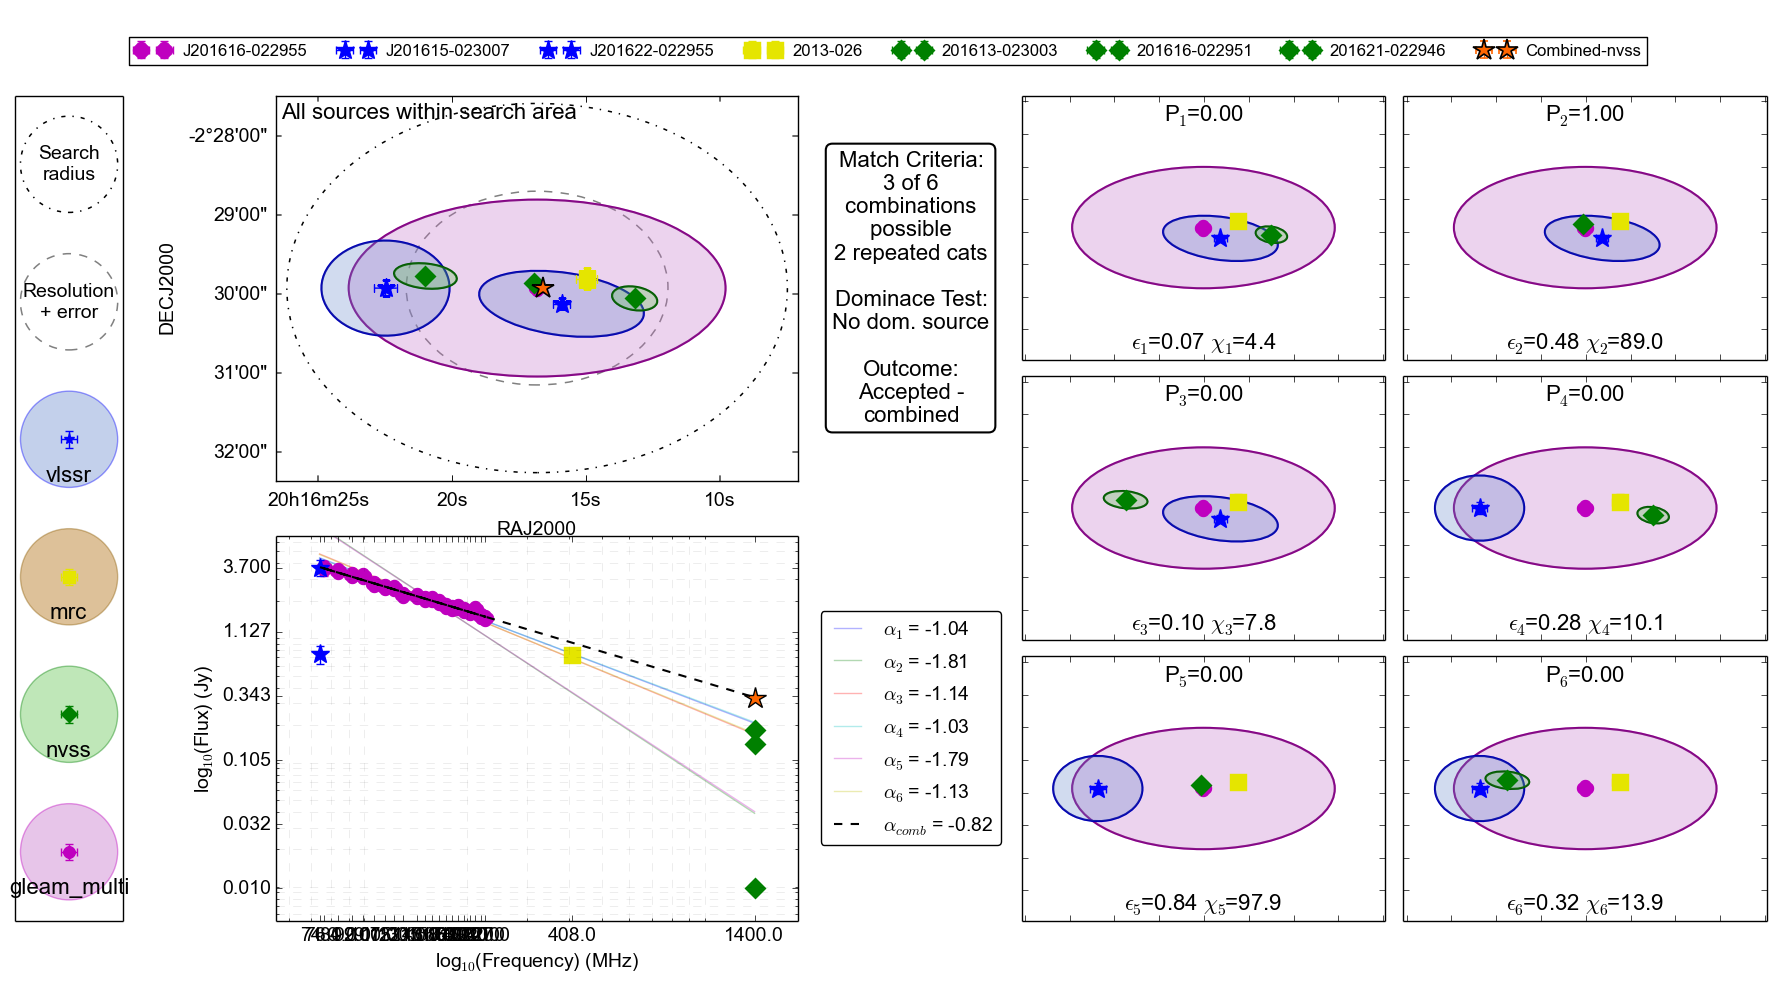 J201616-022955 J201615-023007 J201622-022955 2013-026 201613-023003 201616-022951 201621-022946 Combined-nvss
Search
radius
Resolution
+ error
vlssr
mrc
nvss
gleam_multi
All sources within search area
DECJ2000
-2°28'00"
29'00"
30'00"
31'00"
32'00"
20h16m25s 20s 15s 10s
RAJ2000
Match Criteria:
3 of 6
combinations
possible
2 repeated cats
Dominace Test:
No dom. source
Outcome:
Accepted -
combined
log10(Flux) (Jy)
3.700
1.127
0.343
0.105
0.032
0.010
408.0 1400.0
log10(Frequency) (MHz)
α1 = -1.04
α2 = -1.81
α3 = -1.14
α4 = -1.03
α5 = -1.79
α6 = -1.13
αcomb = -0.82
P1=0.00
ϵ1=0.07 χ1=4.4
P2=1.00
ϵ2=0.48 χ2=89.0
P3=0.00
ϵ3=0.10 χ3=7.8
P4=0.00
ϵ4=0.28 χ4=10.1
P5=0.00
ϵ5=0.84 χ5=97.9
P6=0.00
ϵ6=0.32 χ6=13.9